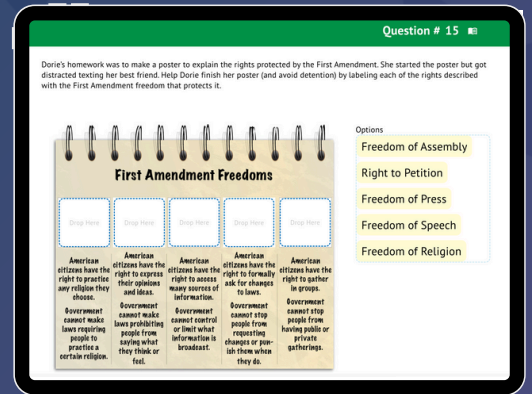 Question # 15
Dorie's homework was to make a poster to explain the rights protected by the First Amendment. She started the poster but got
distracted texting her best friend. Help Dorie finish her poster (and avoid detention) by labeling each of the rights described
with the First Amendment freedom that protects it.
First Amendment Freedoms
Drop Here
Drop Here
Drop Here
Drop Here
Drop Here
American
citizens have the
right to practice
any religion they
choose.
Government
cannot make
laws requiring
people to
practice a
certain religion.
American
citizens have the
right to express
their opinions
and ideas.
Government
cannot make
laws prohibiting
people from
saying what
they think or
feel.
American
citizens have the
right to access
many sources of
information.
Government
cannot control
or limit what
information is
broadcast.
American
citizens have the
right to formally
ask for changes
to laws.
Government
cannot stop
people from
requesting
changes or pun-
ish them when
they do.
American
citizens have the
right to gather
in groups.
Government
cannot stop
people from
having public or
private
gatherings.
Options
Freedom of Assembly
Right to Petition
Freedom of Press
Freedom of Speech
Freedom of Religion